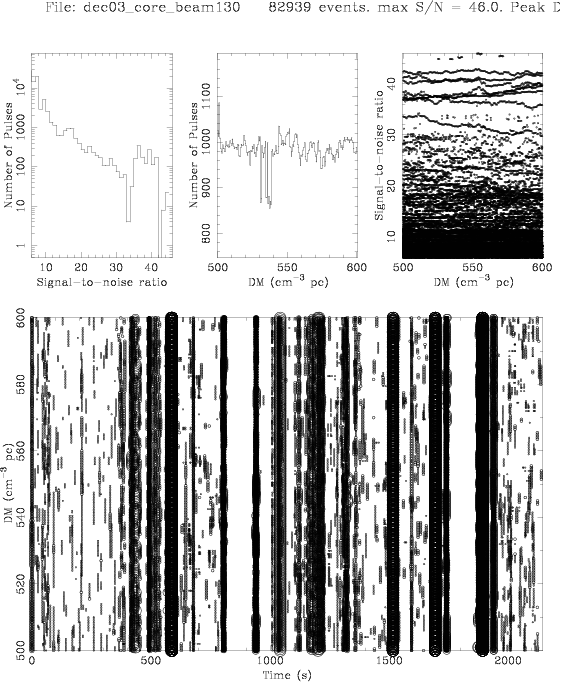 File: dec03_core_beam130 82939 events. max S/N = 46.0. Peak D
Number of Pulses
1 10 100 1000 10^4
10 20 30 40
Signal-to-noise ratio
Number of Pulses
800 900 1000 1100
500 550 600
DM (cm^-3 pc)
Signal-to-noise ratio
10 20 30 40
500 550 600
DM (cm^-3 pc)
DM (cm^-3 pc)
500 520 540 560 580 600
0 500 1000 1500 2000
Time (s)